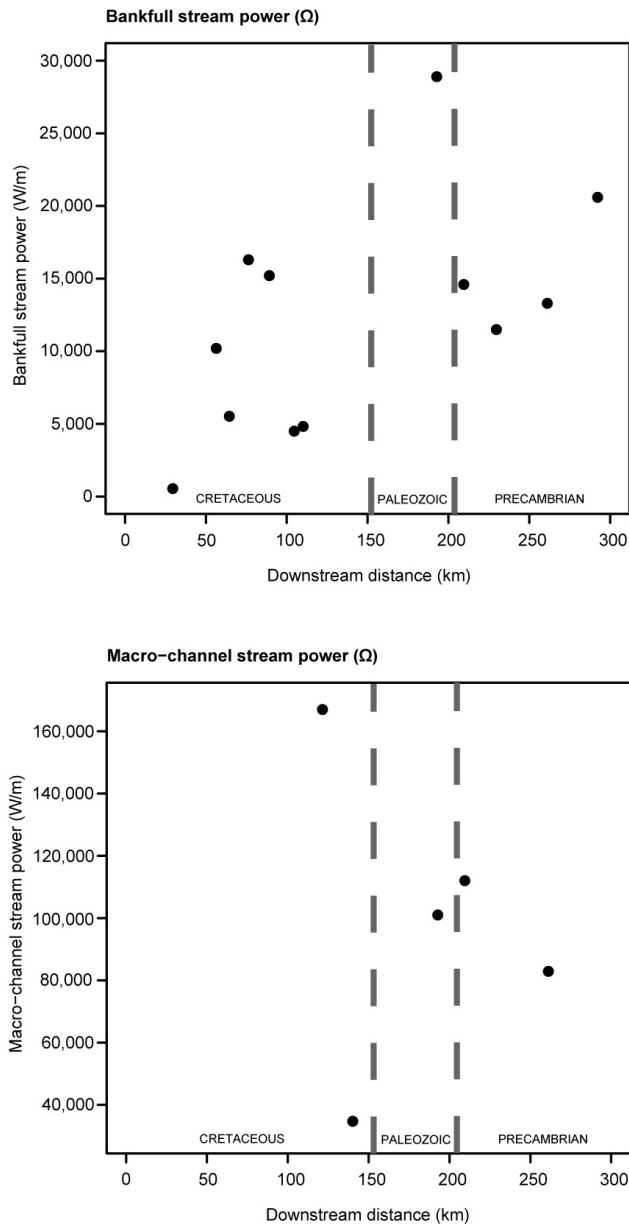 Bankfull stream power (Ω)
Bankfull stream power (W/m)
30,000
25,000
20,000
15,000
10,000
5,000
0
CRETACEOUS PALEOZOIC PRECAMBRIAN
0 50 100 150 200 250 300
Downstream distance (km)
Macro−channel stream power (Ω)
Macro−channel stream power (W/m)
160,000
140,000
120,000
100,000
80,000
60,000
40,000
CRETACEOUS PALEOZOIC PRECAMBRIAN
0 50 100 150 200 250 300
Downstream distance (km)